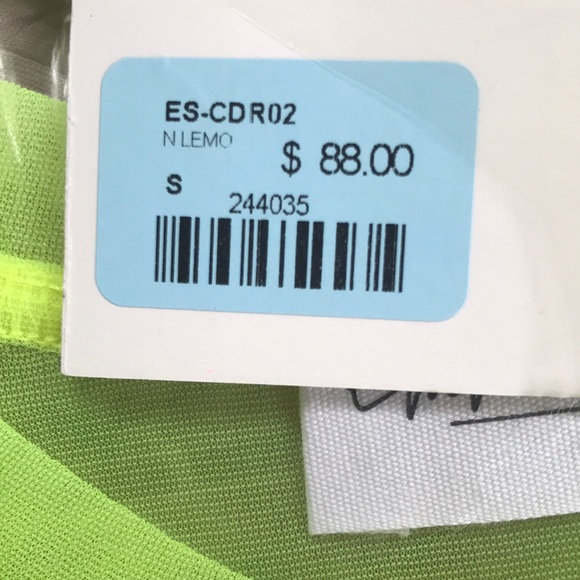 ES-CDR02
N LEMO
$ 88.00
S
244035